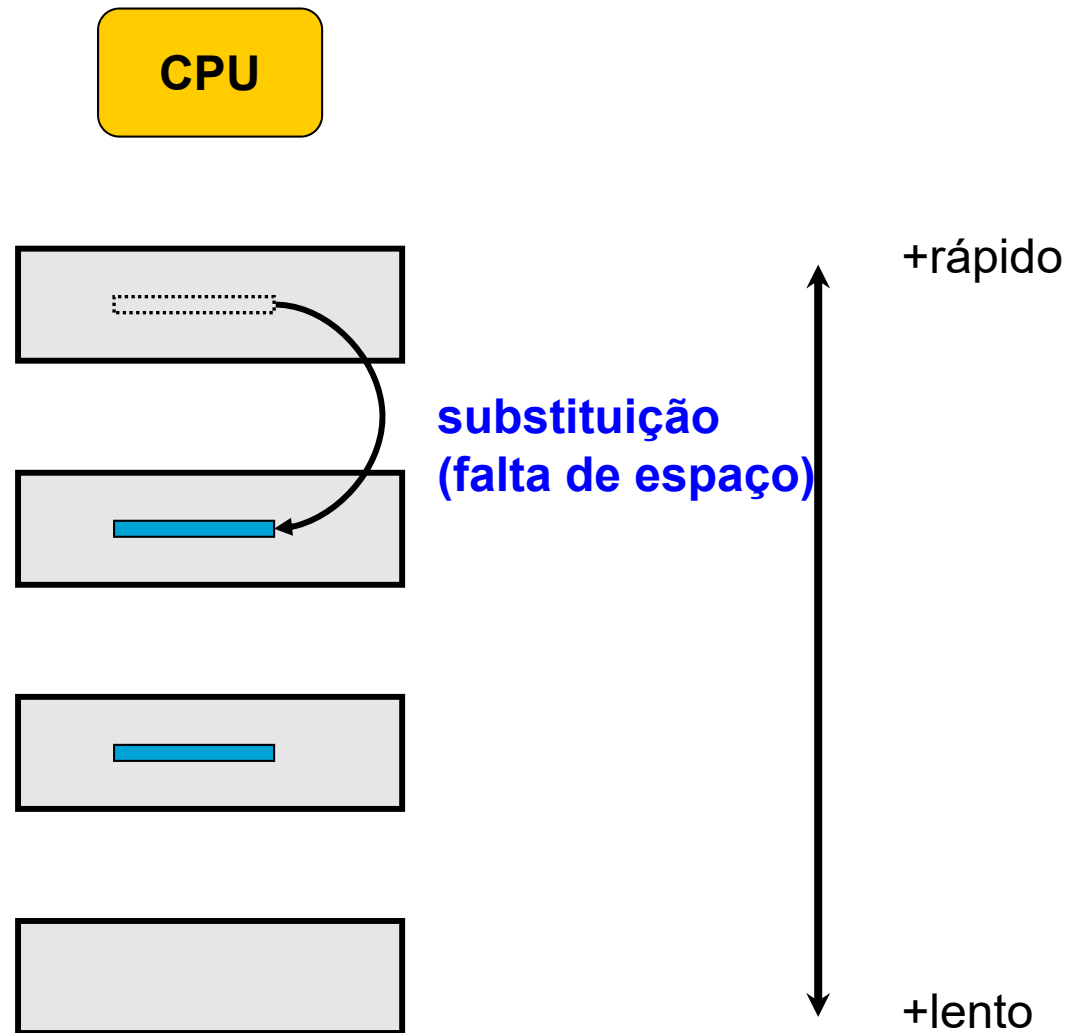 CPU
+rápido
substituição
(falta de espaço)
+lento